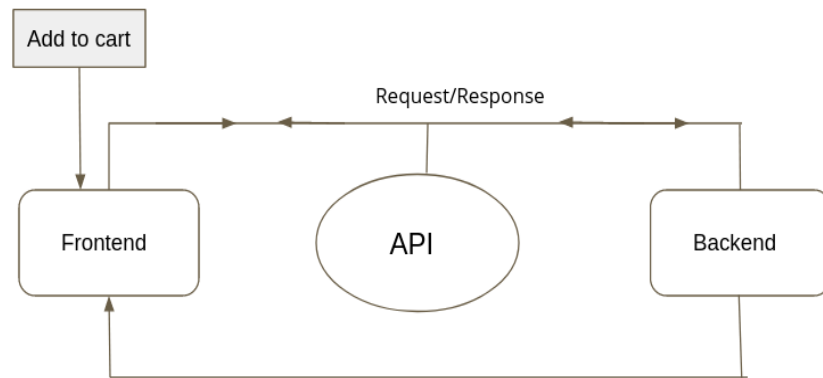 Add to cart
Request/Response
Frontend
API
Backend